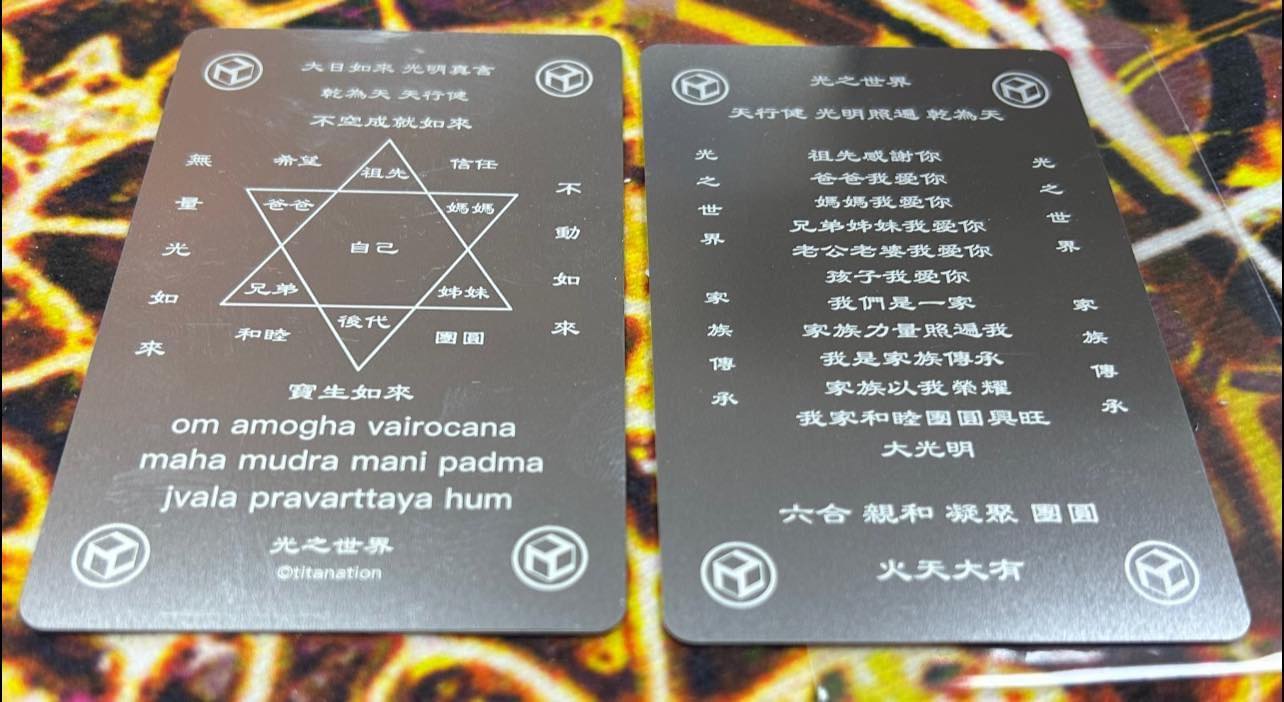 大日如來 光明真言
乾為天 天行健
不空成就如來
無量光如來
希望
信任
不動如來
祖先
爸爸
媽媽
自己
兄弟
姊妹
後代
和睦
團圓
寶生如來
om amogha vairocana
maha mudra mani padma
jvala pravarttaya hum
光之世界
©titanation
光之世界
天行健 光明照遍 乾為天
光之世界
家族傳承
祖先感謝你
爸爸我愛你
媽媽我愛你
兄弟姊妹我愛你
老公老婆我愛你
孩子我愛你
我們是一家
家族力量照遍我
我是家族傳承
家族以我榮耀
我家和睦團圓興旺
大光明
光之世界
家族傳承
六合 親和 凝聚 團圓
火天大有